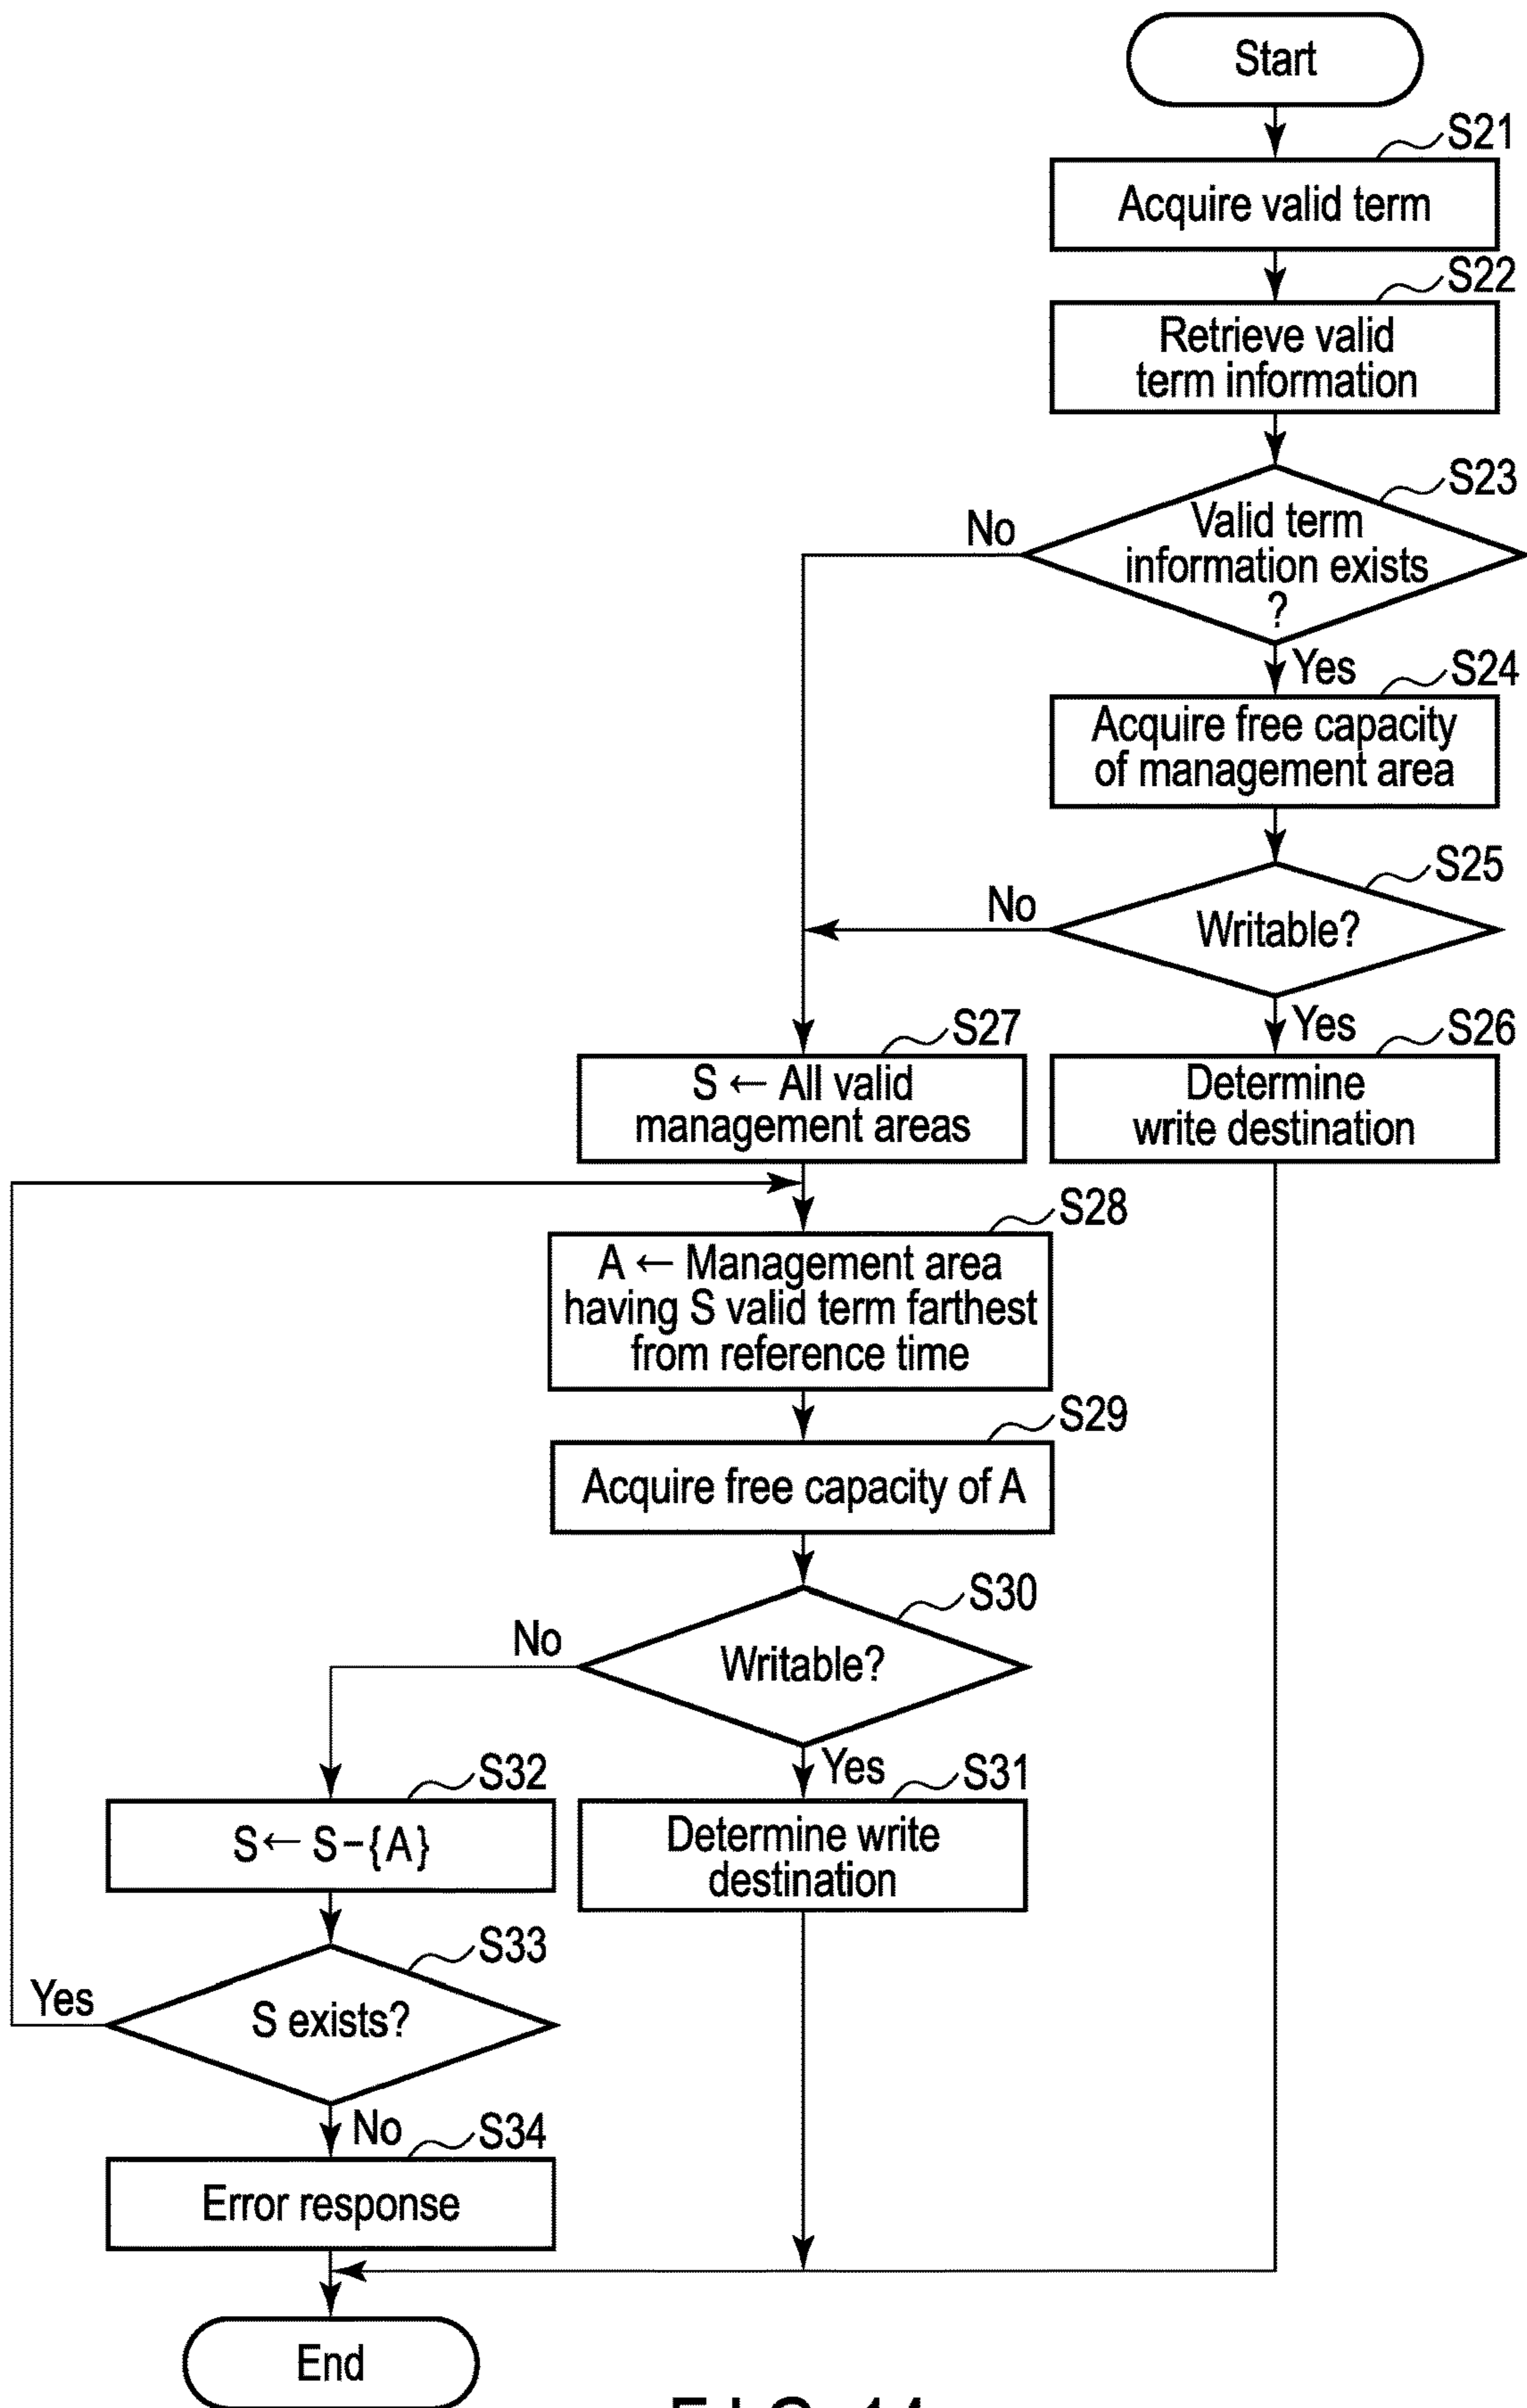 Start
S21
Acquire valid term
S22
Retrieve valid
term information
S23
Valid term
information exists
?
No
Yes
S24
Acquire free capacity
of management area
S25
Writable?
No
Yes
S27
S ← All valid
management areas
S26
Determine
write destination
S28
A ← Management area
having S valid term farthest
from reference time
S29
Acquire free capacity of A
S30
Writable?
No
Yes
S32
S ← S-{A}
S31
Determine write
destination
S33
S exists?
Yes
No
S34
Error response
End
FIG. 14